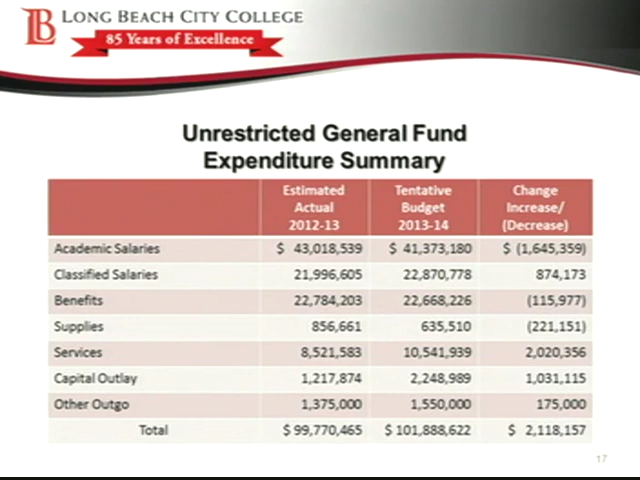 LB LONG BEACH CITY COLLEGE
85 Years of Excellence
Unrestricted General Fund
Expenditure Summary
Estimated Actual 2012-13 Tentative Budget 2013-14 Change Increase/ (Decrease)
Academic Salaries $ 43,018,539 $ 41,373,180 $ (1,645,359)
Classified Salaries 21,996,605 22,870,778 874,173
Benefits 22,784,203 22,668,226 (115,977)
Supplies 856,661 635,510 (221,151)
Services 8,521,583 10,541,939 2,020,356
Capital Outlay 1,217,874 2,248,989 1,031,115
Other Outgo 1,375,000 1,550,000 175,000
Total $ 99,770,465 $ 101,888,622 $ 2,118,157
17